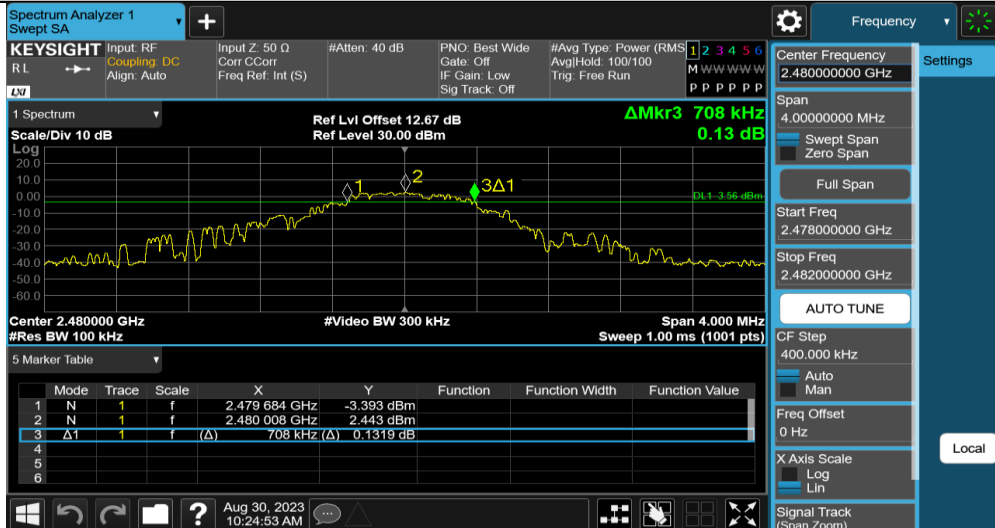 Spectrum Analyzer 1
Swept SA
+
Frequency
KEYSIGHT
R L
LXI
Input: RF
Coupling: DC
Align: Auto
Input Z: 50 Ω
Corr CCorr
Freq Ref: Int (S)
#Atten: 40 dB
PNO: Best Wide
Gate: Off
IF Gain: Low
Sig Track: Off
#Avg Type: Power (RMS
Avg|Hold: 100/100
Trig: Free Run
1 2 3 4 5 6
M W W W W W
P P P P P P
1 Spectrum
Scale/Div 10 dB
Ref Lvl Offset 12.67 dB
Ref Level 30.00 dBm
ΔMkr3 708 kHz
0.13 dB
Log
20.0
10.0
0.00
-10.0
-20.0
-30.0
-40.0
-50.0
-60.0
1
2
3Δ1
DL1 -3.56 dBm
Center 2.480000 GHz
#Video BW 300 kHz
Span 4.000 MHz
#Res BW 100 kHz
Sweep 1.00 ms (1001 pts)
5 Marker Table
Mode Trace Scale X Y Function Function Width Function Value
1 N 1 f 2.479 684 GHz -3.393 dBm
2 N 1 f 2.480 008 GHz 2.443 dBm
3 Δ1 1 f (Δ) 708 kHz (Δ) 0.1319 dB
4
5
6
Aug 30, 2023
10:24:53 AM
?
Center Frequency
2.480000000 GHz
Span
4.00000000 MHz
Swept Span
Zero Span
Full Span
Start Freq
2.478000000 GHz
Stop Freq
2.482000000 GHz
AUTO TUNE
CF Step
400.000 kHz
Auto
Man
Freq Offset
0 Hz
X Axis Scale
Log
Lin
Signal Track
(Span Zoom)
Settings
Local